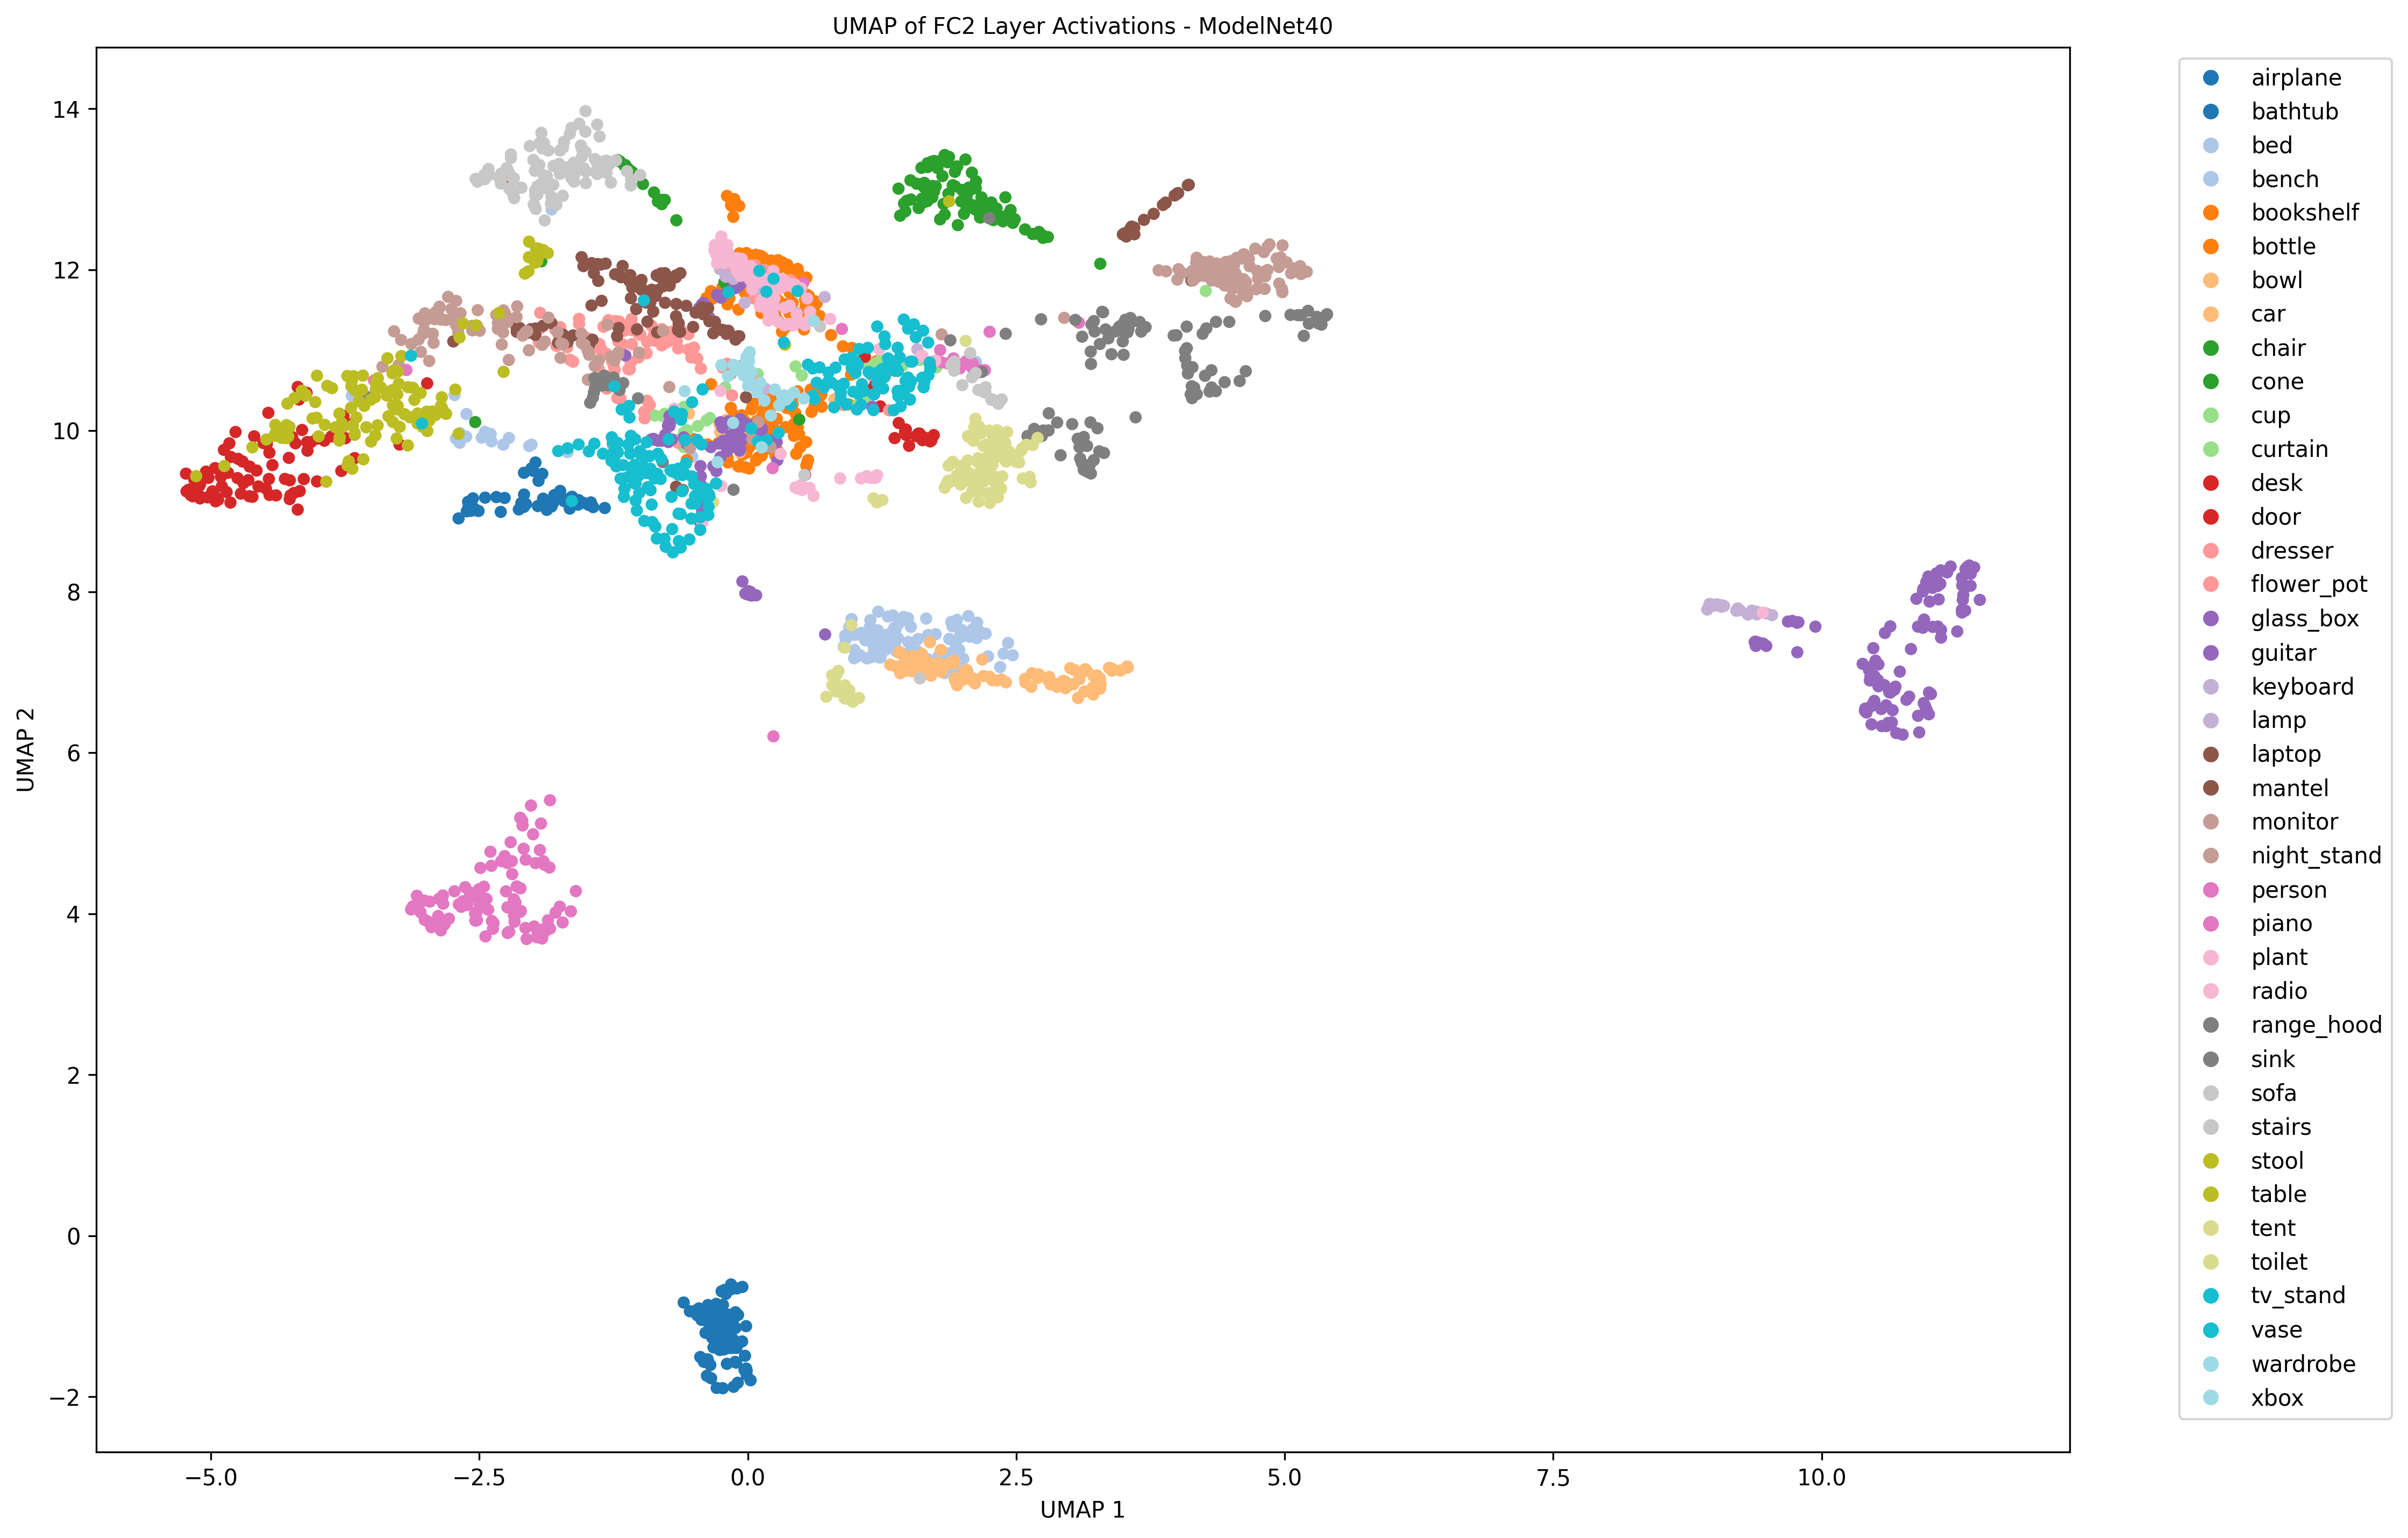 UMAP of FC2 Layer Activations - ModelNet40
UMAP 2
14
12
10
8
6
4
2
0
−2
−5.0
−2.5
0.0
2.5
5.0
7.5
10.0
UMAP 1
airplane
bathtub
bed
bench
bookshelf
bottle
bowl
car
chair
cone
cup
curtain
desk
door
dresser
flower_pot
glass_box
guitar
keyboard
lamp
laptop
mantel
monitor
night_stand
person
piano
plant
radio
range_hood
sink
sofa
stairs
stool
table
tent
toilet
tv_stand
vase
wardrobe
xbox